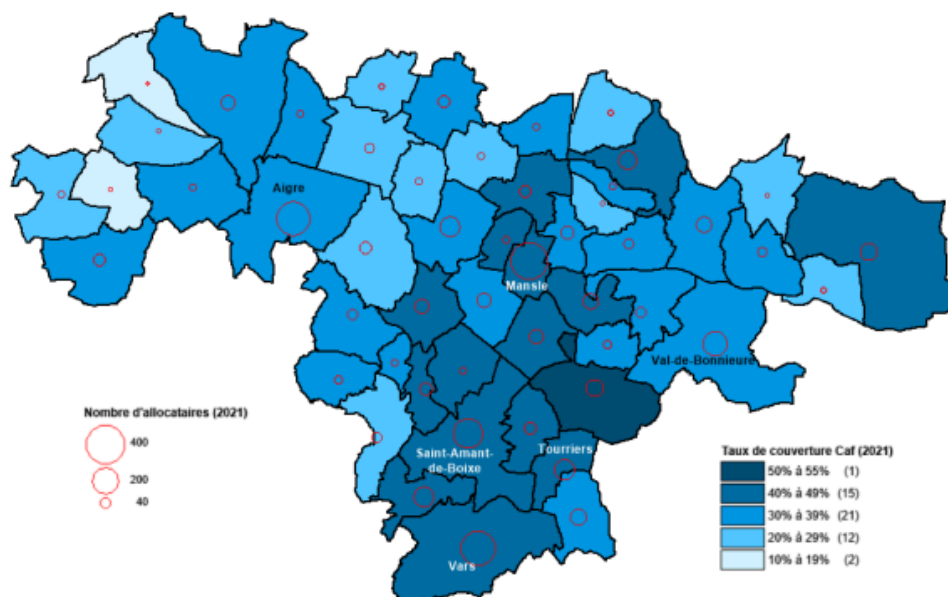 Aigre
Mansle
Val-de-Bonnieure
Nombre d'allocataires (2021)
400
200
40
Saint-Amant-
de-Boixe
Tourriers
Vars
Taux de couverture Caf (2021)
50% à 55% (1)
40% à 49% (15)
30% à 39% (21)
20% à 29% (12)
10% à 19% (2)